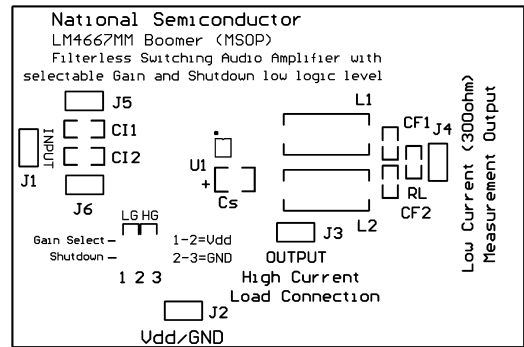 National Semiconductor
LM4667MM Boomer (MSOP)
Filterless Switching Audio Amplifier with
selectable Gain and Shutdown low logic level
J5
L1
CI1
CF1
J4
INPUT
J1
CI2
U1
+
Cs
RL
CF2
J6
L2
LG HG
J3
Gain Select
1-2=Vdd
OUTPUT
Shutdown
2-3=GND
High Current
1 2 3
Load Connection
J2
Vdd/GND
Low Current (300ohm)
Measurement Output